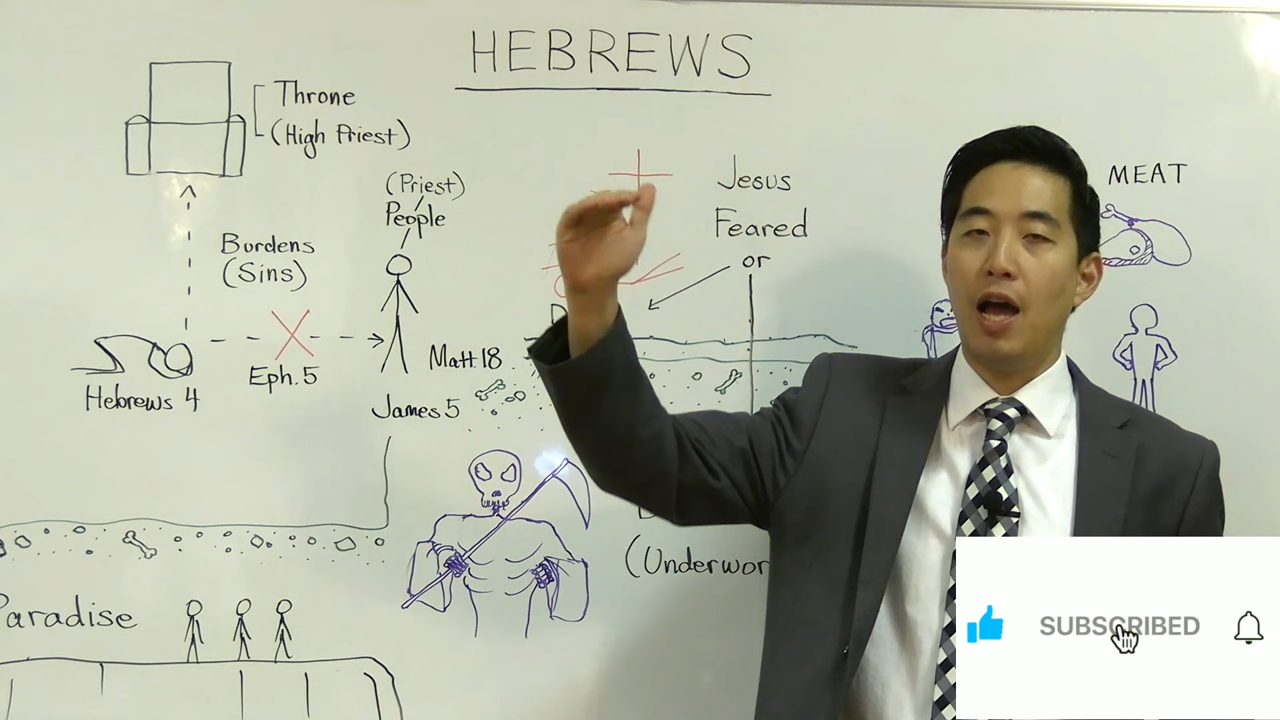 HEBREWS
Throne
(High Priest)
(Priest)
People
Burdens
(Sins)
Eph. 5
Hebrews 4
Matt. 18
James 5
Jesus
Feared
or
MEAT
Paradise
SUBSCRIBED